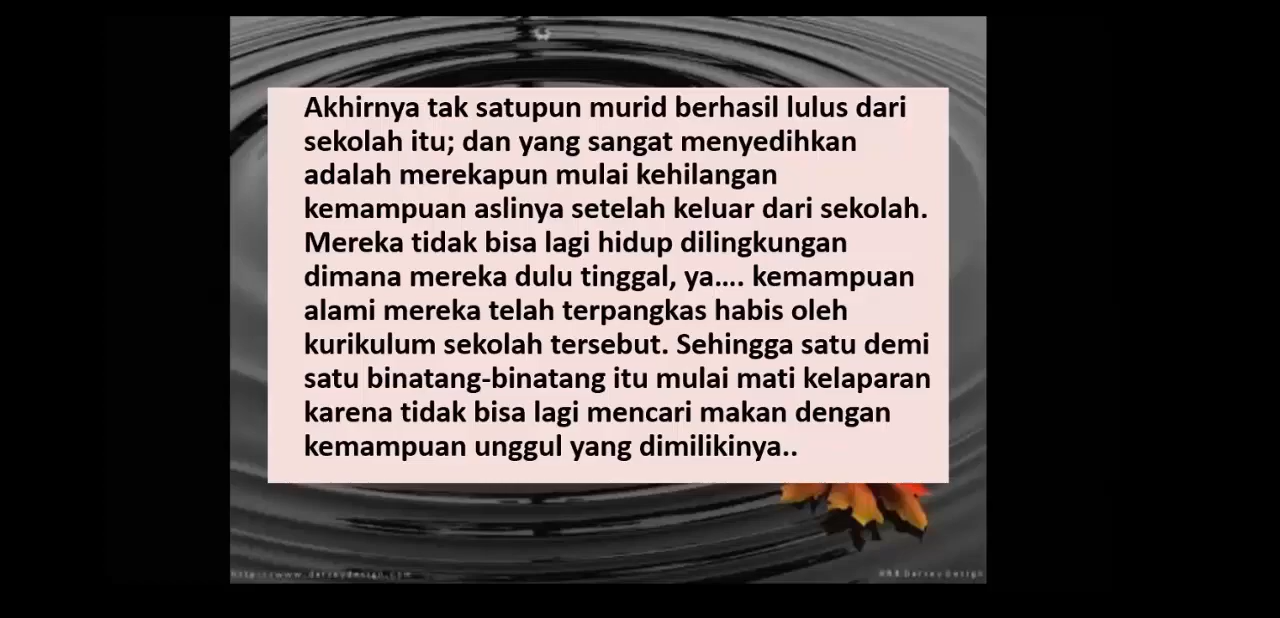 Akhirnya tak satupun murid berhasil lulus dari
sekolah itu; dan yang sangat menyedihkan
adalah merekapun mulai kehilangan
kemampuan aslinya setelah keluar dari sekolah.
Mereka tidak bisa lagi hidup dilingkungan
dimana mereka dulu tinggal, ya.... kemampuan
alami mereka telah terpangkas habis oleh
kurikulum sekolah tersebut. Sehingga satu demi
satu binatang-binatang itu mulai mati kelaparan
karena tidak bisa lagi mencari makan dengan
kemampuan unggul yang dimilikinya..